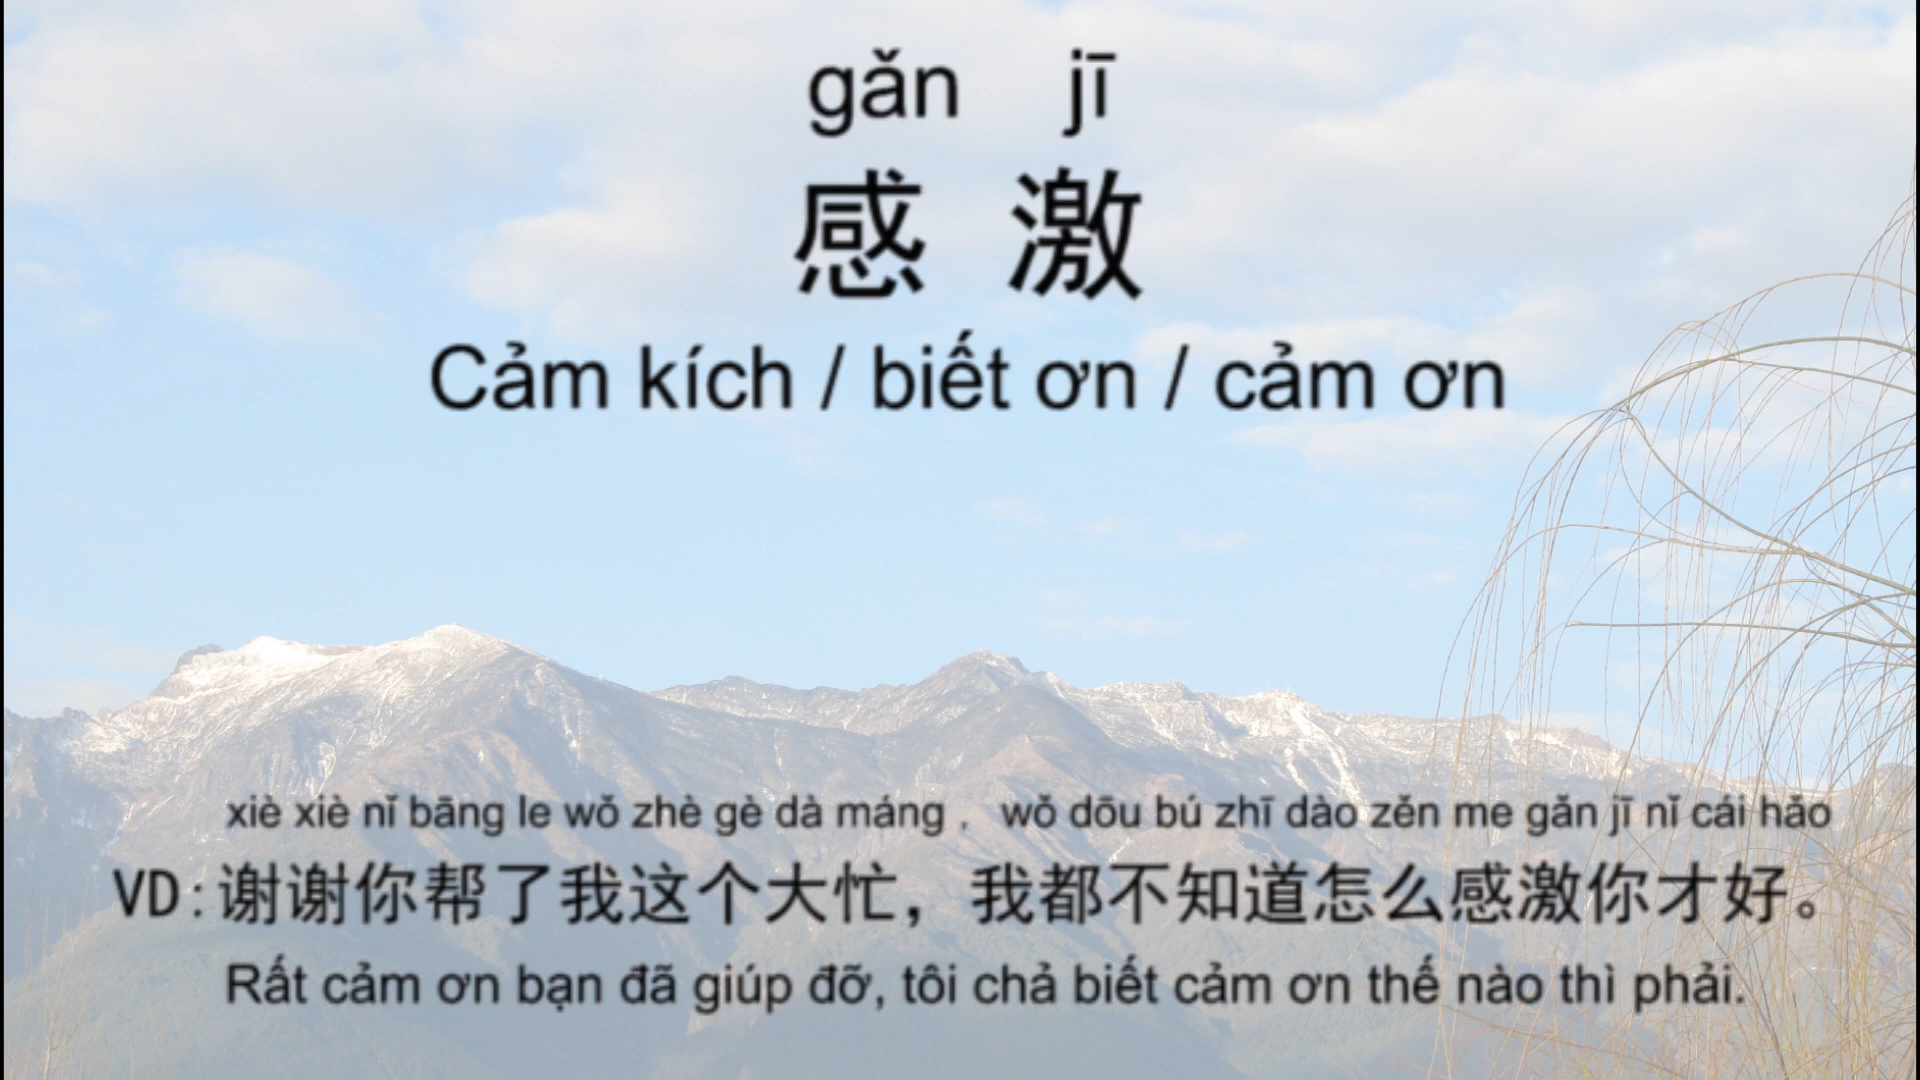 gǎn jī
感 激
Cảm kích / biết ơn / cảm ơn
xiè xiè nǐ bāng le wǒ zhè gè dà máng ， wǒ dōu bú zhī dào zěn me gǎn jī nǐ cái hǎo
VD:谢谢你帮了我这个大忙，我都不知道怎么感激你才好。
Rất cảm ơn bạn đã giúp đỡ, tôi chả biết cảm ơn thế nào thì phải.